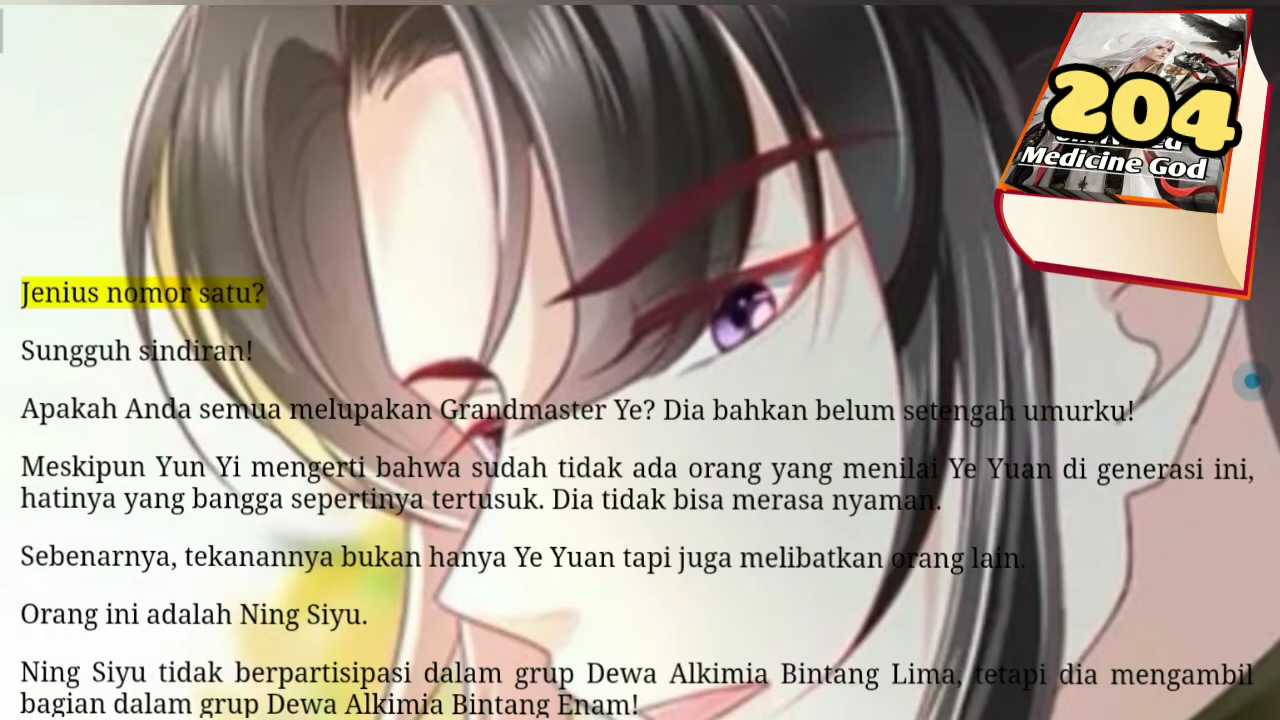 204
Medicine God
Jenius nomor satu?
Sungguh sindiran!
Apakah Anda semua melupakan Grandmaster Ye? Dia bahkan belum setengah umurku!
Meskipun Yun Yi mengerti bahwa sudah tidak ada orang yang menilai Ye Yuan di generasi ini,
hatinya yang bangga sepertinya tertusuk. Dia tidak bisa merasa nyaman.
Sebenarnya, tekanannya bukan hanya Ye Yuan tapi juga melibatkan orang lain.
Orang ini adalah Ning Siyu.
Ning Siyu tidak berpartisipasi dalam grup Dewa Alkimia Bintang Lima, tetapi dia mengambil
bagian dalam grup Dewa Alkimia Bintang Enam!